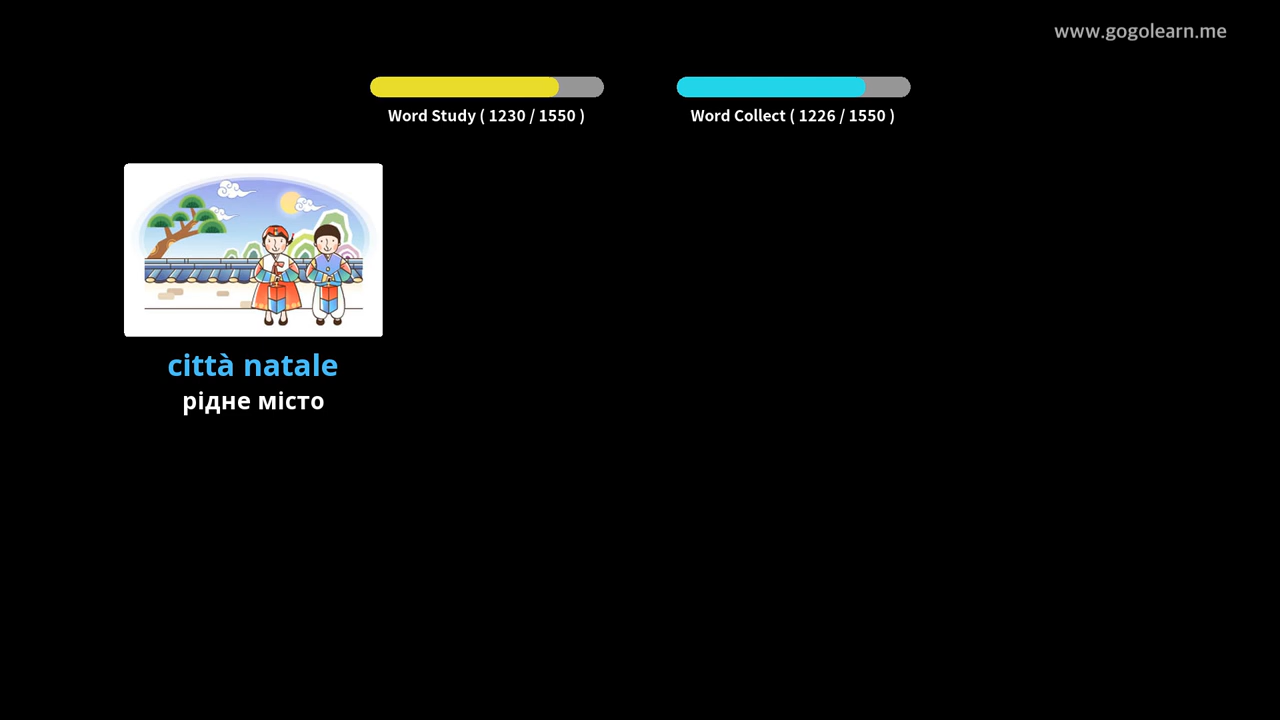 www.gogolearn.me
Word Study ( 1230 / 1550 )
Word Collect ( 1226 / 1550 )
città natale
рідне місто